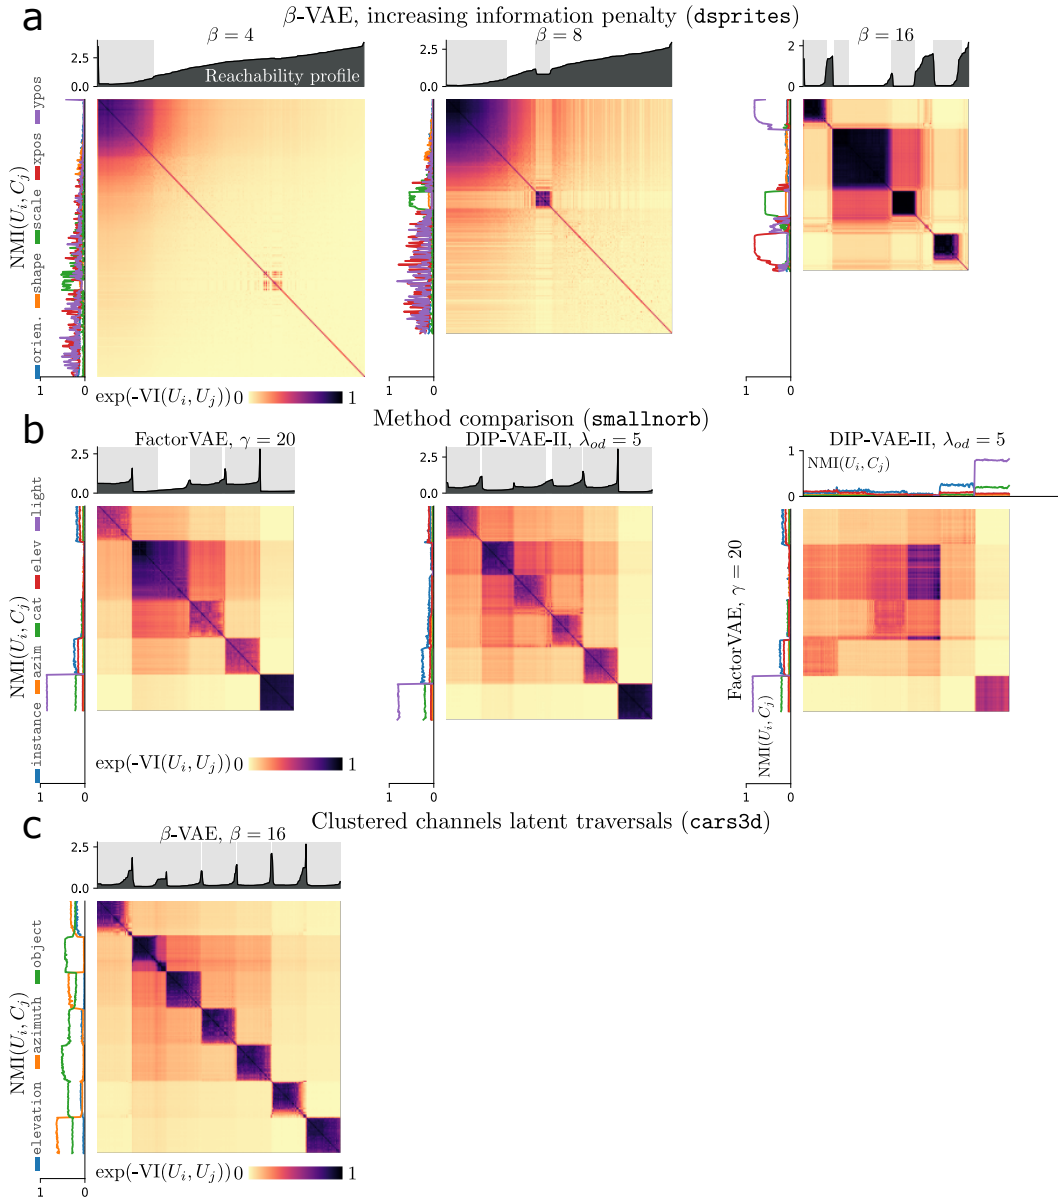 a
β-VAE, increasing information penalty (dsprites)
β = 4
β = 8
β = 16
2.5
0.0
Reachability profile
2.5
0.0
2
0
NMI(U_i, C_j)
orien. shape scale xpos ypos
1 0
exp(-VI(U_i, U_j)) 0 1
1 0
1 0
b
Method comparison (smallnorb)
FactorVAE, γ = 20
DIP-VAE-II, λ_od = 5
DIP-VAE-II, λ_od = 5
2.5
0.0
2.5
0.0
1
0
NMI(U_i, C_j)
NMI(U_i, C_j)
instance azim cat elev light
FactorVAE, γ = 20
NMI(U_i, C_j)
exp(-VI(U_i, U_j)) 0 1
1 0
1 0
1 0
c
Clustered channels latent traversals (cars3d)
β-VAE, β = 16
2.5
0.0
NMI(U_i, C_j)
elevation azimuth object
exp(-VI(U_i, U_j)) 0 1
1 0